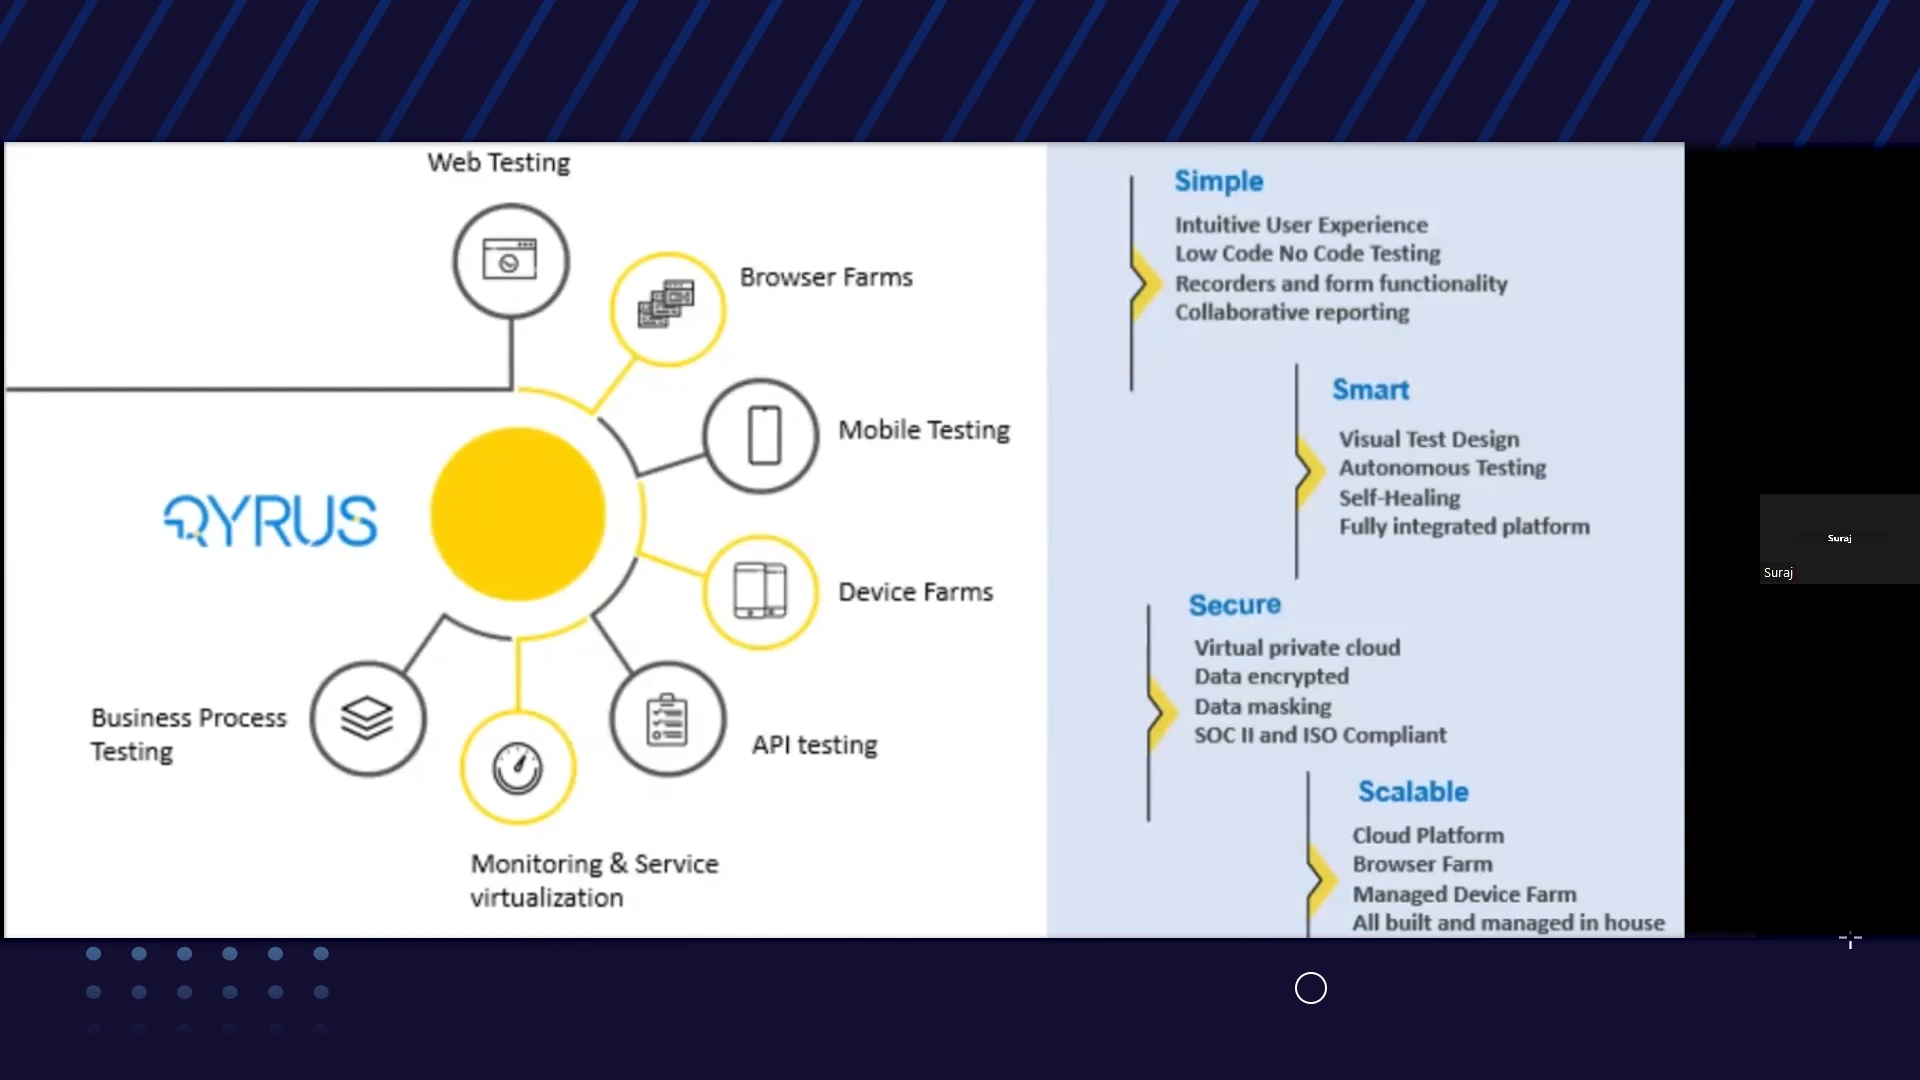 Web Testing
Browser Farms
Mobile Testing
QYRUS
Device Farms
Business Process
Testing
API testing
Monitoring & Service
virtualization
Simple
Intuitive User Experience
Low Code No Code Testing
Recorders and form functionality
Collaborative reporting
Smart
Visual Test Design
Autonomous Testing
Self-Healing
Fully integrated platform
Secure
Virtual private cloud
Data encrypted
Data masking
SOC II and ISO Compliant
Scalable
Cloud Platform
Browser Farm
Managed Device Farm
All built and managed in house
Suraj
Suraj